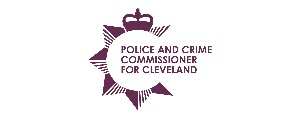 POLICE AND CRIME
COMMISSIONER
FOR CLEVELAND